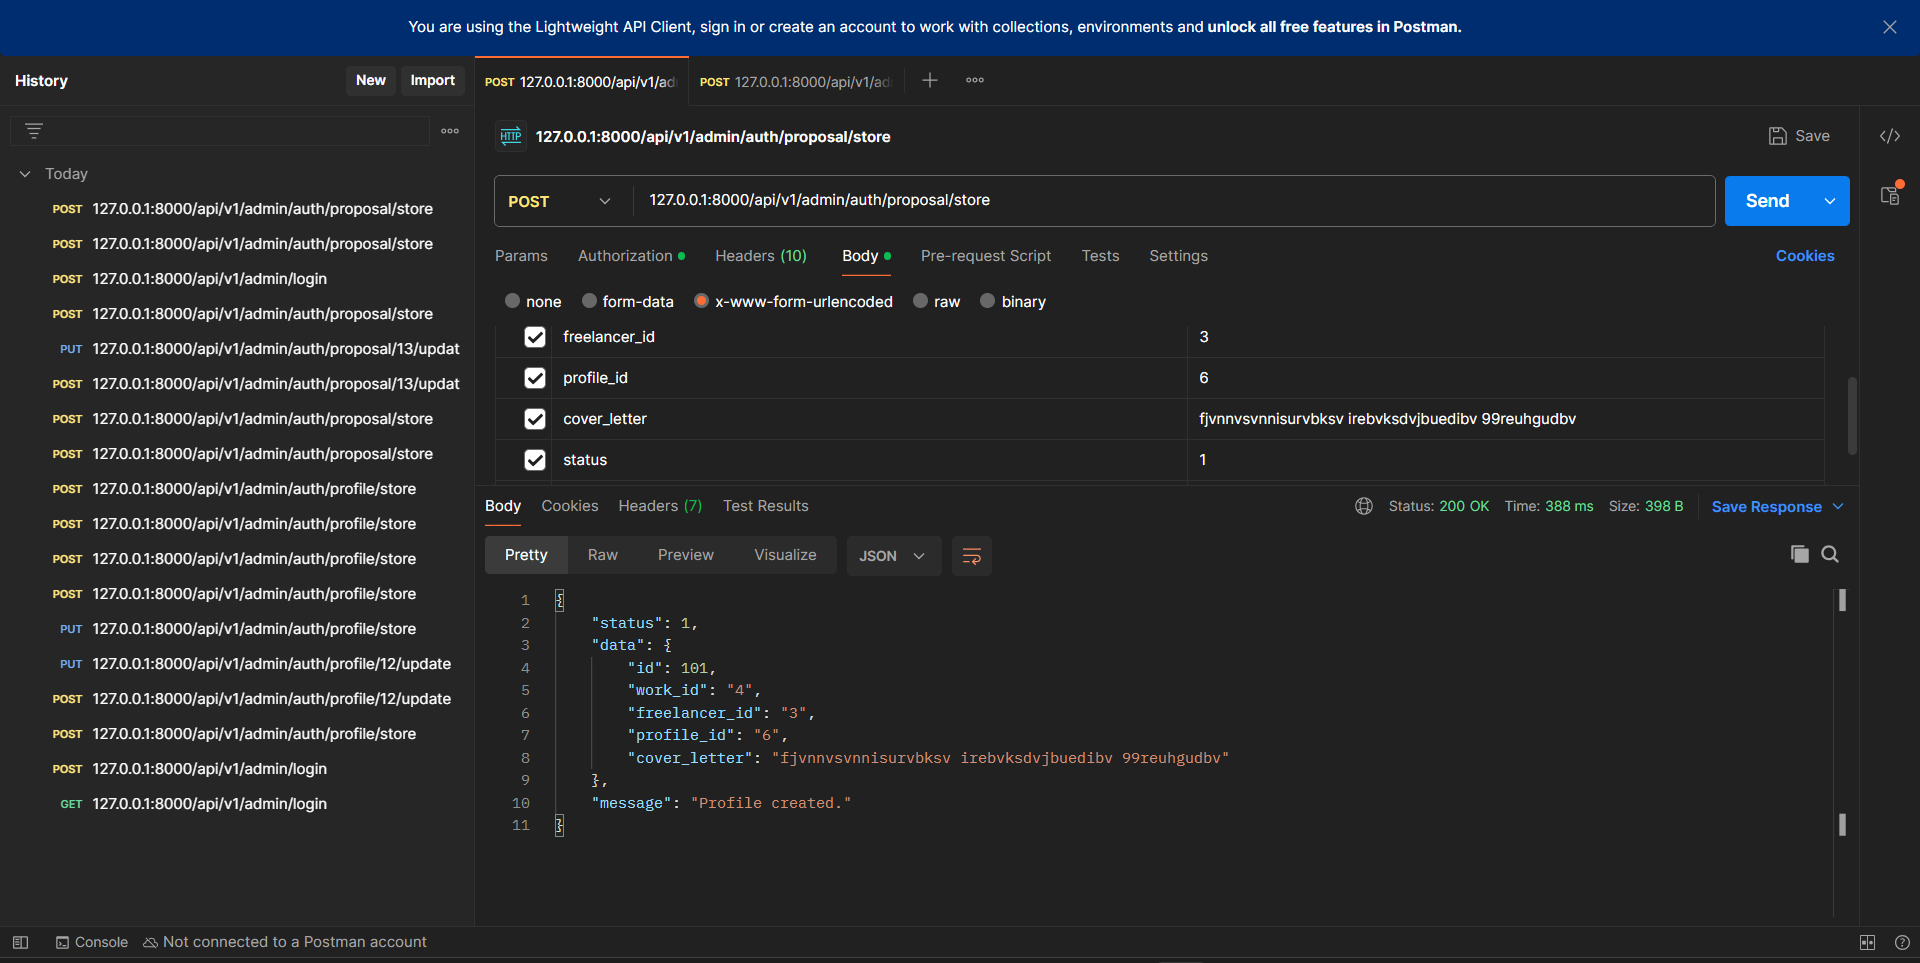 You are using the Lightweight API Client, sign in or create an account to work with collections, environments and unlock all free features in Postman.
History
New
Import
Today
POST 127.0.0.1:8000/api/v1/admin/auth/proposal/store
POST 127.0.0.1:8000/api/v1/admin/auth/proposal/store
POST 127.0.0.1:8000/api/v1/admin/login
POST 127.0.0.1:8000/api/v1/admin/auth/proposal/store
PUT 127.0.0.1:8000/api/v1/admin/auth/proposal/13/updat
POST 127.0.0.1:8000/api/v1/admin/auth/proposal/13/updat
POST 127.0.0.1:8000/api/v1/admin/auth/proposal/store
POST 127.0.0.1:8000/api/v1/admin/auth/proposal/store
POST 127.0.0.1:8000/api/v1/admin/auth/profile/store
POST 127.0.0.1:8000/api/v1/admin/auth/profile/store
POST 127.0.0.1:8000/api/v1/admin/auth/profile/store
POST 127.0.0.1:8000/api/v1/admin/auth/profile/store
PUT 127.0.0.1:8000/api/v1/admin/auth/profile/store
PUT 127.0.0.1:8000/api/v1/admin/auth/profile/12/update
POST 127.0.0.1:8000/api/v1/admin/auth/profile/12/update
POST 127.0.0.1:8000/api/v1/admin/auth/profile/store
POST 127.0.0.1:8000/api/v1/admin/login
GET 127.0.0.1:8000/api/v1/admin/login
POST 127.0.0.1:8000/api/v1/ad
POST 127.0.0.1:8000/api/v1/ad
HTTP 127.0.0.1:8000/api/v1/admin/auth/proposal/store
Save
</>
POST 127.0.0.1:8000/api/v1/admin/auth/proposal/store
Send
Params Authorization Headers (10) Body Pre-request Script Tests Settings Cookies
none form-data x-www-form-urlencoded raw binary
freelancer_id 3
profile_id 6
cover_letter fjvnnvsvnnisurvbksv irebvksdvjbuedibv 99reuhgudbv
status 1
Body Cookies Headers (7) Test Results Status: 200 OK Time: 388 ms Size: 398 B Save Response
Pretty Raw Preview Visualize JSON
1 {
2 "status": 1,
3 "data": {
4 "id": 101,
5 "work_id": "4",
6 "freelancer_id": "3",
7 "profile_id": "6",
8 "cover_letter": "fjvnnvsvnnisurvbksv irebvksdvjbuedibv 99reuhgudbv"
9 },
10 "message": "Profile created."
11 }
Console Not connected to a Postman account